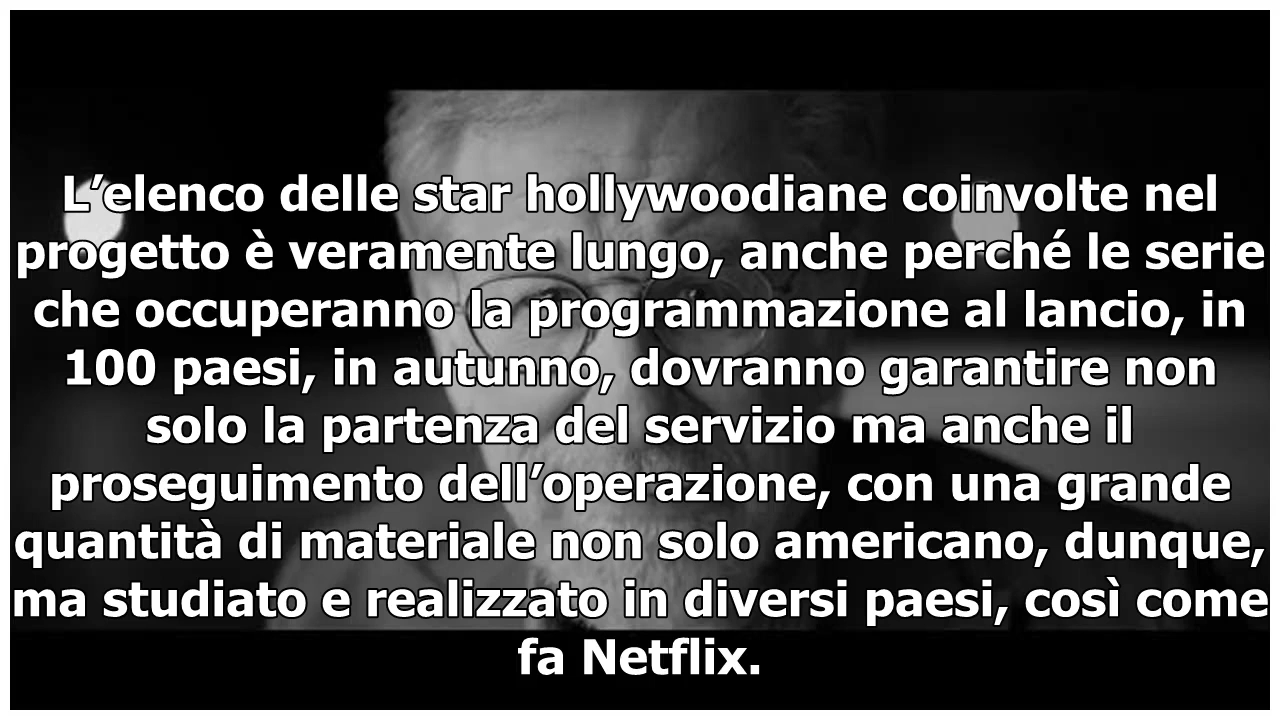 L’elenco delle star hollywoodiane coinvolte nel
progetto è veramente lungo, anche perché le serie
che occuperanno la programmazione al lancio, in
100 paesi, in autunno, dovranno garantire non
solo la partenza del servizio ma anche il
proseguimento dell’operazione, con una grande
quantità di materiale non solo americano, dunque,
ma studiato e realizzato in diversi paesi, così come
fa Netflix.